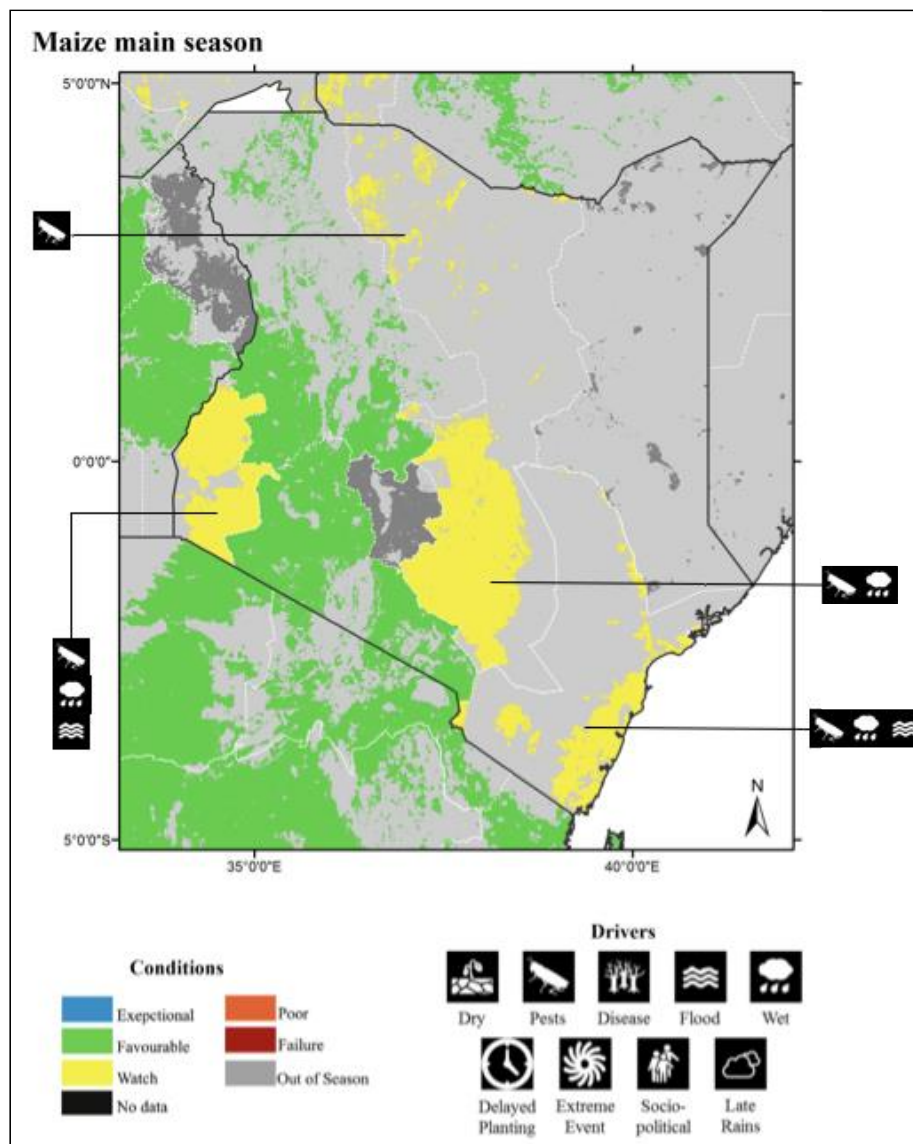 Maize main season
5°0'0"N
0°0'0"
5°0'0"S
35°0'0"E
40°0'0"E
N
Conditions
Exepctional
Favourable
Watch
No data
Poor
Failure
Out of Season
Drivers
Dry
Pests
Disease
Flood
Wet
Delayed
Planting
Extreme
Event
Socio-
political
Late
Rains